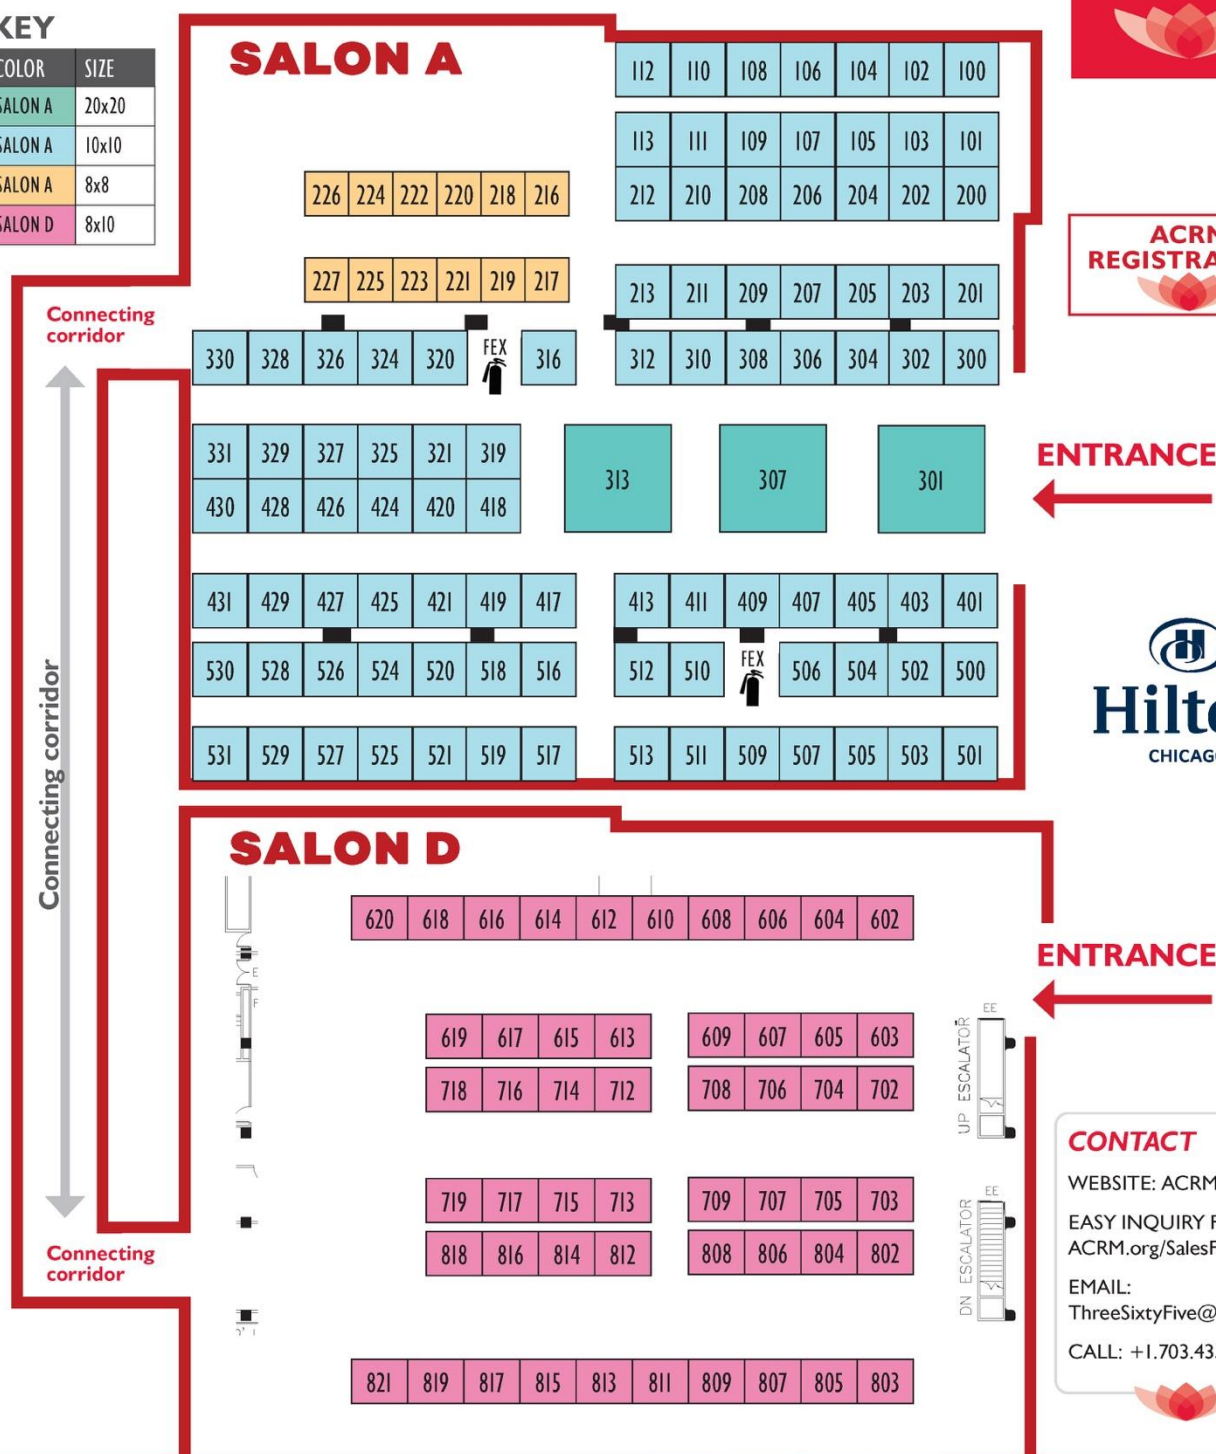 KEY
COLOR SIZE
SALON A 20x20
SALON A 10x10
SALON A 8x8
SALON D 8x10
SALON A
112 110 108 106 104 102 100
113 111 109 107 105 103 101
226 224 222 220 218 216
212 210 208 206 204 202 200
227 225 223 221 219 217
213 211 209 207 205 203 201
ACRM
REGISTRA
Connecting
corridor
330 328 326 324 320 FEX 316
312 310 308 306 304 302 300
331 329 327 325 321 319
430 428 426 424 420 418
313 307 301
ENTRANCE
431 429 427 425 421 419 417
413 411 409 407 405 403 401
530 528 526 524 520 518 516
512 510 FEX 506 504 502 500
531 529 527 525 521 519 517
513 511 509 507 505 503 501
Hilto
CHICAGO
Connecting corridor
SALON D
620 618 616 614 612 610 608 606 604 602
E
F
ENTRANCE
EE
UP ESCALATOR
619 617 615 613
609 607 605 603
718 716 714 712
708 706 704 702
719 717 715 713
709 707 705 703
818 816 814 812
808 806 804 802
EE
DN ESCALATOR
Connecting
corridor
821 819 817 815 813 811 809 807 805 803
CONTACT
WEBSITE: ACRM
EASY INQUIRY F
ACRM.org/SalesF
EMAIL:
ThreeSixtyFive@
CALL: +1.703.43